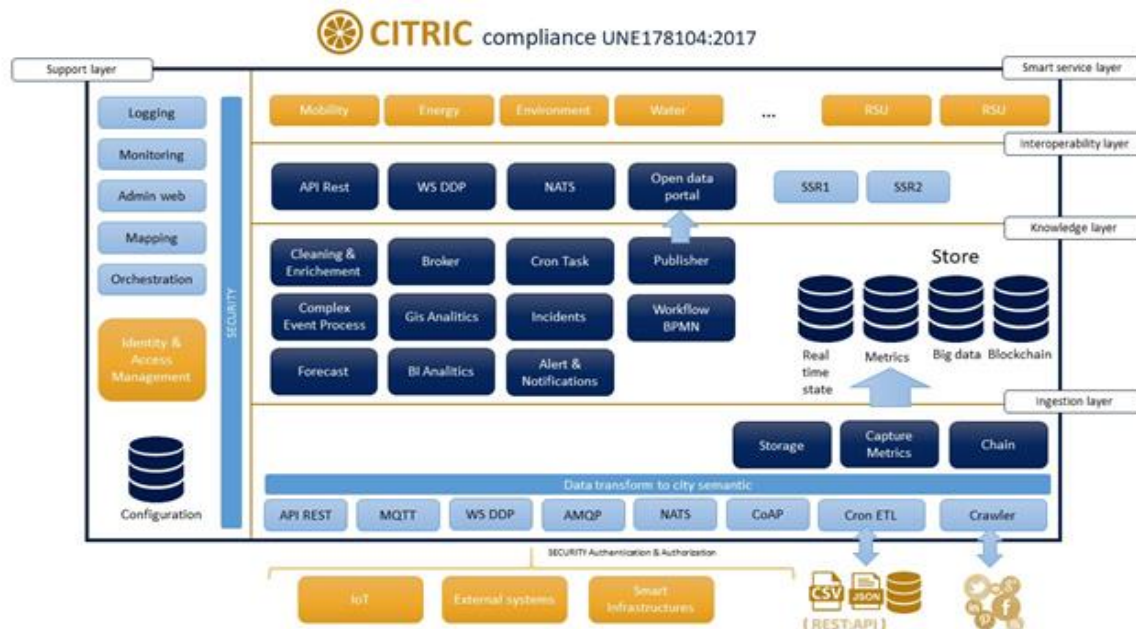 CITRIC compliance UNE178104:2017
Support layer
Smart service layer
Logging
Monitoring
Admin web
Mapping
Orchestration
Identity &
Access
Management
Configuration
SECURITY
Mobility
Energy
Environment
Water
...
RSU
RSU
Interoperability layer
API Rest
WS DDP
NATS
Open data
portal
SSR1
SSR2
Knowledge layer
Cleaning &
Enrichement
Broker
Cron Task
Publisher
Complex
Event Process
Gis Analitics
Incidents
Workflow
BPMN
Forecast
BI Analitics
Alert &
Notifications
Store
Real
time
state
Metrics
Big data
Blockchain
Ingestion layer
Storage
Capture
Metrics
Chain
Data transform to city semantic
API REST
MQTT
WS DDP
AMQP
NATS
CoAP
Cron ETL
Crawler
SECURITY Authentication & Authorization
IoT
External systems
Smart
Infrastructures
CSV
JSON
{ REST:API }